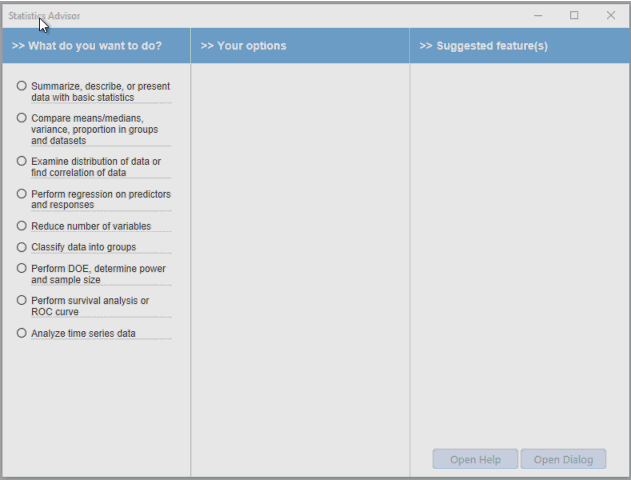 Statistics Advisor
>> What do you want to do?
>> Your options
>> Suggested feature(s)
Summarize, describe, or present
data with basic statistics
Compare means/medians,
variance, proportion in groups
and datasets
Examine distribution of data or
find correlation of data
Perform regression on predictors
and responses
Reduce number of variables
Classify data into groups
Perform DOE, determine power
and sample size
Perform survival analysis or
ROC curve
Analyze time series data
Open Help
Open Dialog